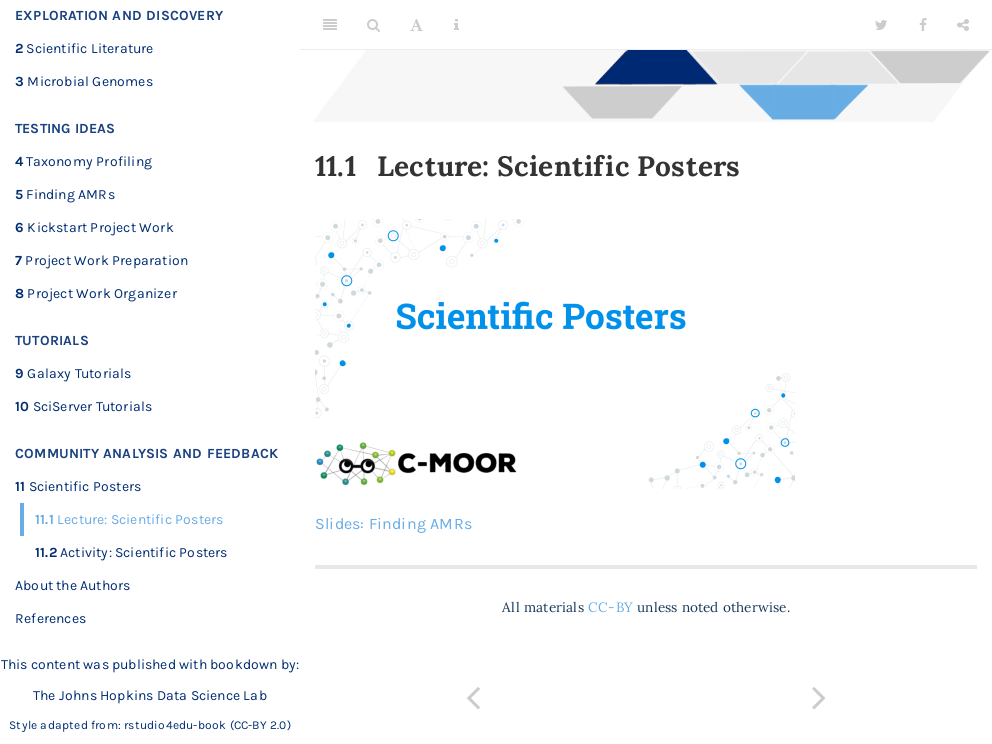 EXPLORATION AND DISCOVERY
2 Scientific Literature
3 Microbial Genomes
TESTING IDEAS
4 Taxonomy Profiling
5 Finding AMRs
6 Kickstart Project Work
7 Project Work Preparation
8 Project Work Organizer
TUTORIALS
9 Galaxy Tutorials
10 SciServer Tutorials
COMMUNITY ANALYSIS AND FEEDBACK
11 Scientific Posters
11.1 Lecture: Scientific Posters
11.2 Activity: Scientific Posters
About the Authors
References
This content was published with bookdown by:
The Johns Hopkins Data Science Lab
Style adapted from: rstudio4edu-book (CC-BY 2.0)
11.1 Lecture: Scientific Posters
Scientific Posters
C-MOOR
Slides: Finding AMRs
All materials CC-BY unless noted otherwise.